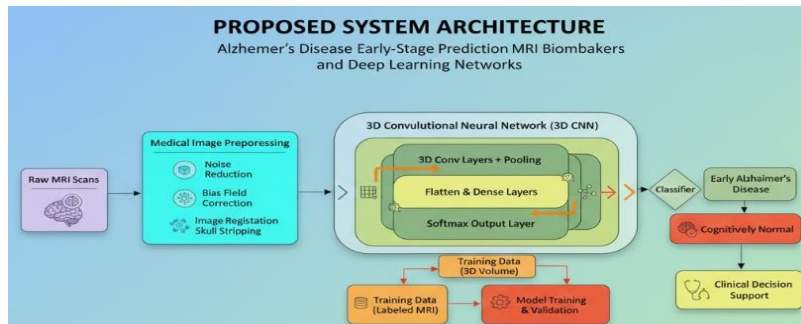 PROPOSED SYSTEM ARCHITECTURE
Alzhemer's Disease Early-Stage Prediction MRI Biombakers
and Deep Learning Networks
Raw MRI Scans
Medical Image Preporessing
Noise
Reduction
Bias Field
Correction
Image Registation
Skull Stripping
3D Convulutional Neural Network (3D CNN)
3D Conv Layers + Pooling
Flatten & Dense Layers
Softmax Output Layer
Training Data
(3D Volume)
Training Data
(Labeled MRI)
Model Training
& Validation
Classifier
Early Alzhaimer's
Disease
Cognitively Normal
Clinical Decision
Support